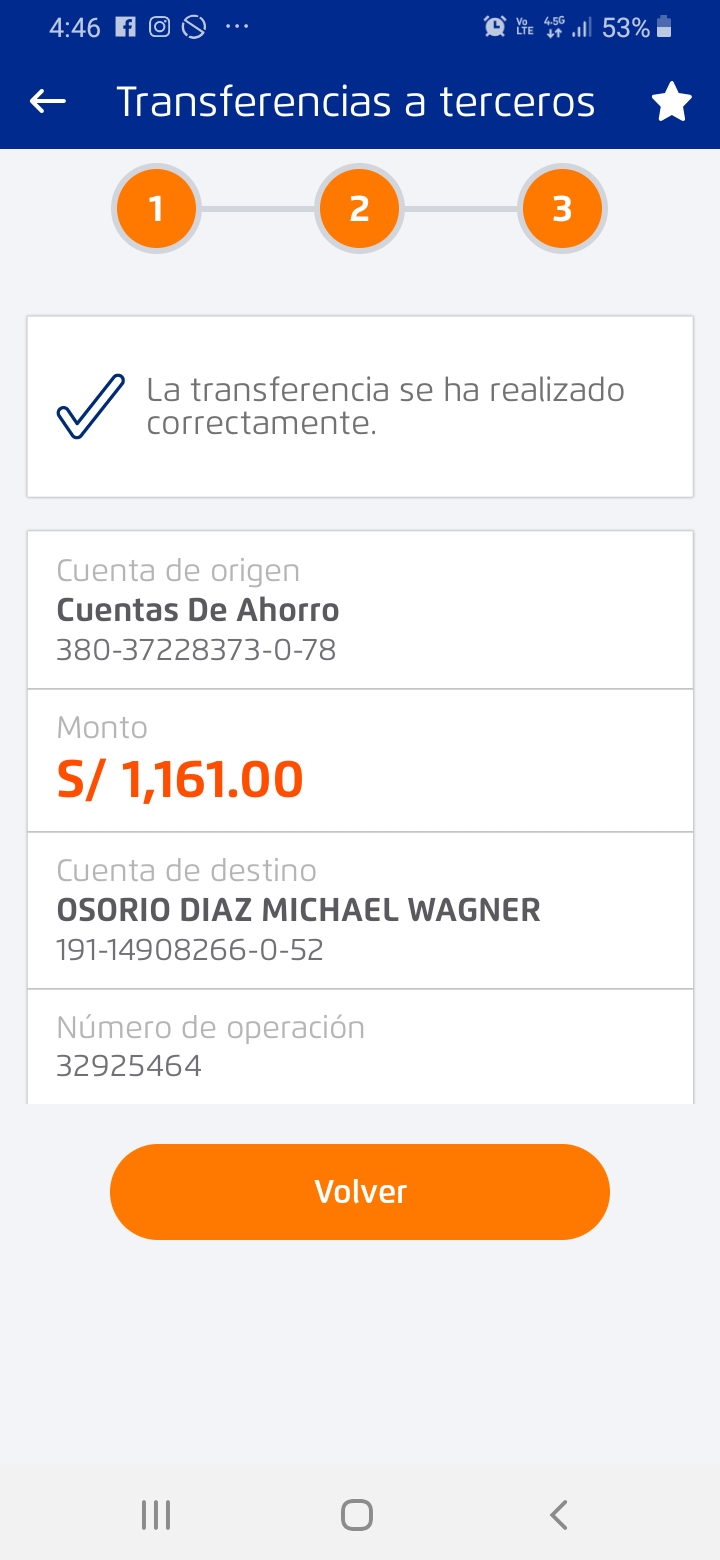 4:46 ... Vo LTE 4.5G 53%
Transferencias a terceros
1 2 3
La transferencia se ha realizado
correctamente.
Cuenta de origen
Cuentas De Ahorro
380-37228373-0-78
Monto
S/ 1,161.00
Cuenta de destino
OSORIO DIAZ MICHAEL WAGNER
191-14908266-0-52
Número de operación
32925464
Volver